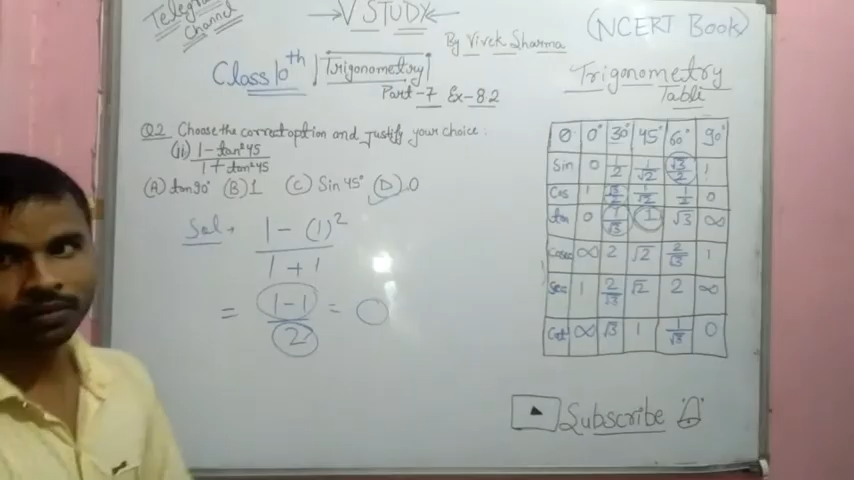 Telegram
Channel
V STUDY
By Vivek Sharma
(NCERT Book)
Class 10th
Trigonometry
Part-7 Ex-8.2
Trigonometry
Tabli
Q2 Choose the correct option and justify your choice:
(ii) 1-tan²45
1+tan²45
(A) tan90° (B) 1 (C) Sin 45° (D) 0
Sol.
1-(1)²
1+1
= 1-1 = 0
2
θ 0° 30° 45° 60° 90°
Sin 0 1/2 1/√2 √3/2 1
Cos 1 √3/2 1/√2 1/2 0
tan 0 1/√3 1 √3 ∞
Cosec ∞ 2 √2 2/√3 1
Sec 1 2/√3 √2 2 ∞
Cot ∞ √3 1 1/√3 0
Subscribe